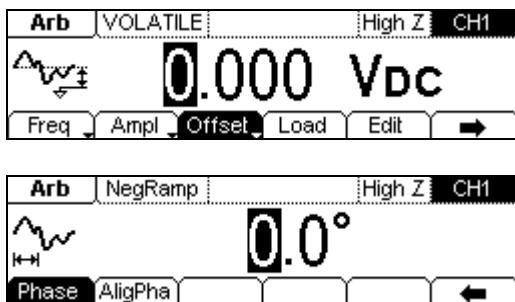 Arb VOLATILE High Z CH1
0.000 VDC
Freq Ampl Offset Load Edit
Arb NegRamp High Z CH1
0.0°
Phase AligPha